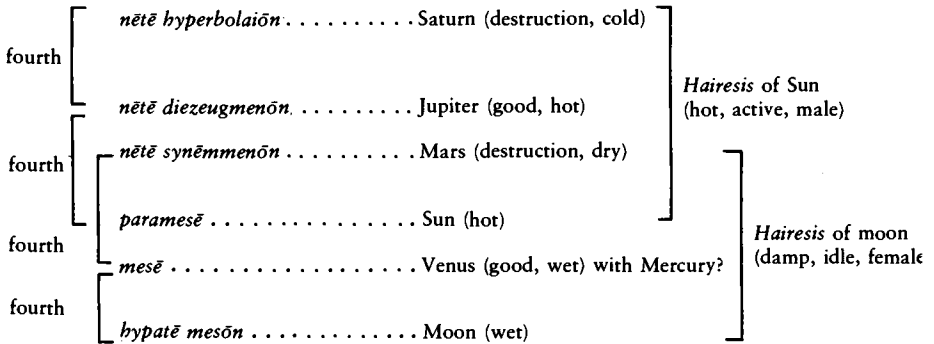 nētē hyperbolaiōn . . . . . . . . . . Saturn (destruction, cold)
fourth
Hairesis of Sun
nētē diezeugmenōn. . . . . . . . . . Jupiter (good, hot)
(hot, active, male)
nētē synēmmenōn . . . . . . . . . . Mars (destruction, dry)
fourth
paramesē . . . . . . . . . . . . . . . Sun (hot)
Hairesis of moon
fourth
(damp, idle, female
mesē . . . . . . . . . . . . . . . . . . Venus (good, wet) with Mercury?
fourth
hypatē mesōn . . . . . . . . . . . . Moon (wet)